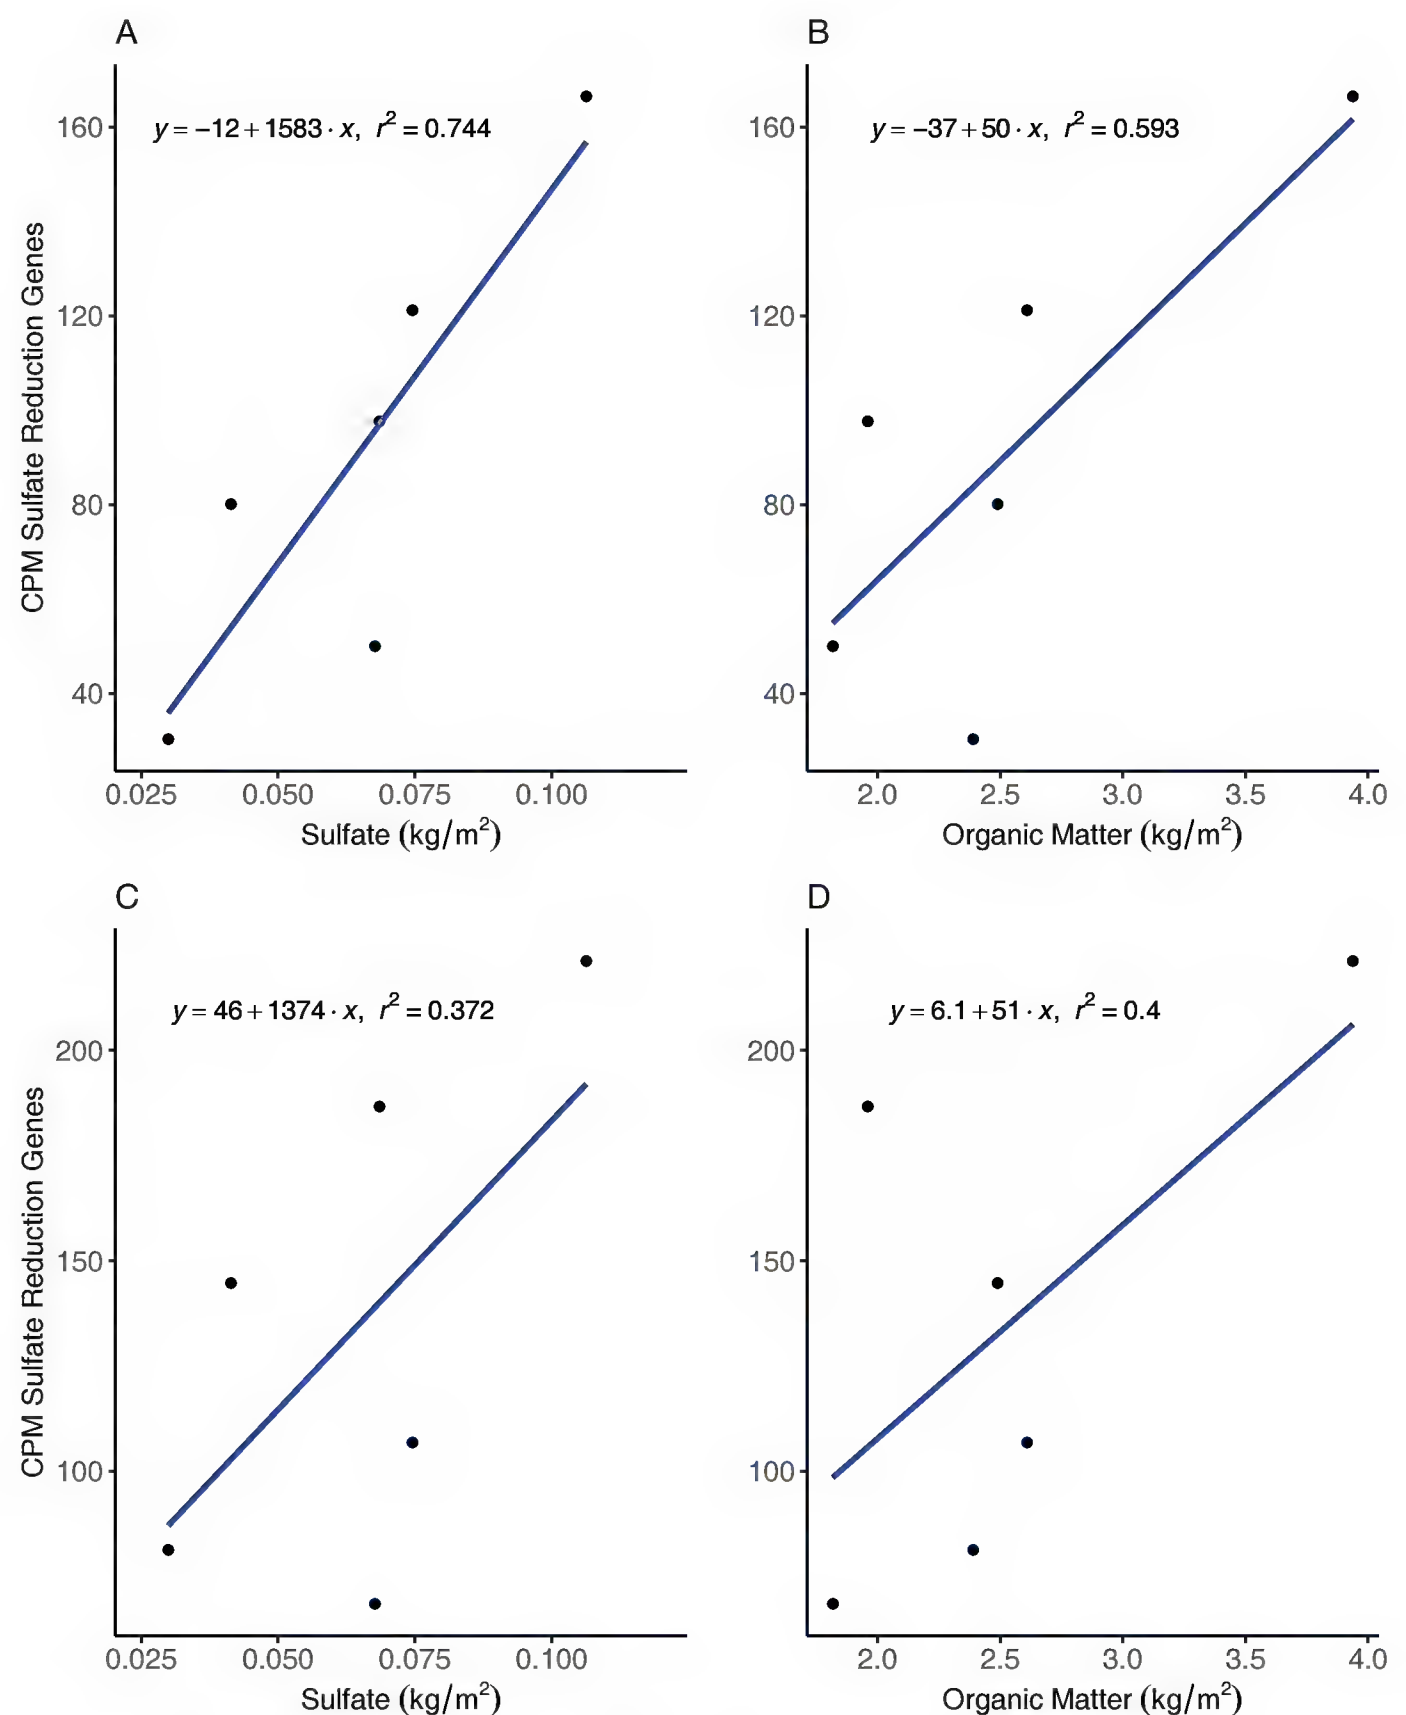 A
y = −12 + 1583 · x, r² = 0.744
CPM Sulfate Reduction Genes
160
120
80
40
0.025 0.050 0.075 0.100
Sulfate (kg/m²)
B
y = −37 + 50 · x, r² = 0.593
160
120
80
40
2.0 2.5 3.0 3.5 4.0
Organic Matter (kg/m²)
C
y = 46 + 1374 · x, r² = 0.372
CPM Sulfate Reduction Genes
200
150
100
0.025 0.050 0.075 0.100
Sulfate (kg/m²)
D
y = 6.1 + 51 · x, r² = 0.4
200
150
100
2.0 2.5 3.0 3.5 4.0
Organic Matter (kg/m²)